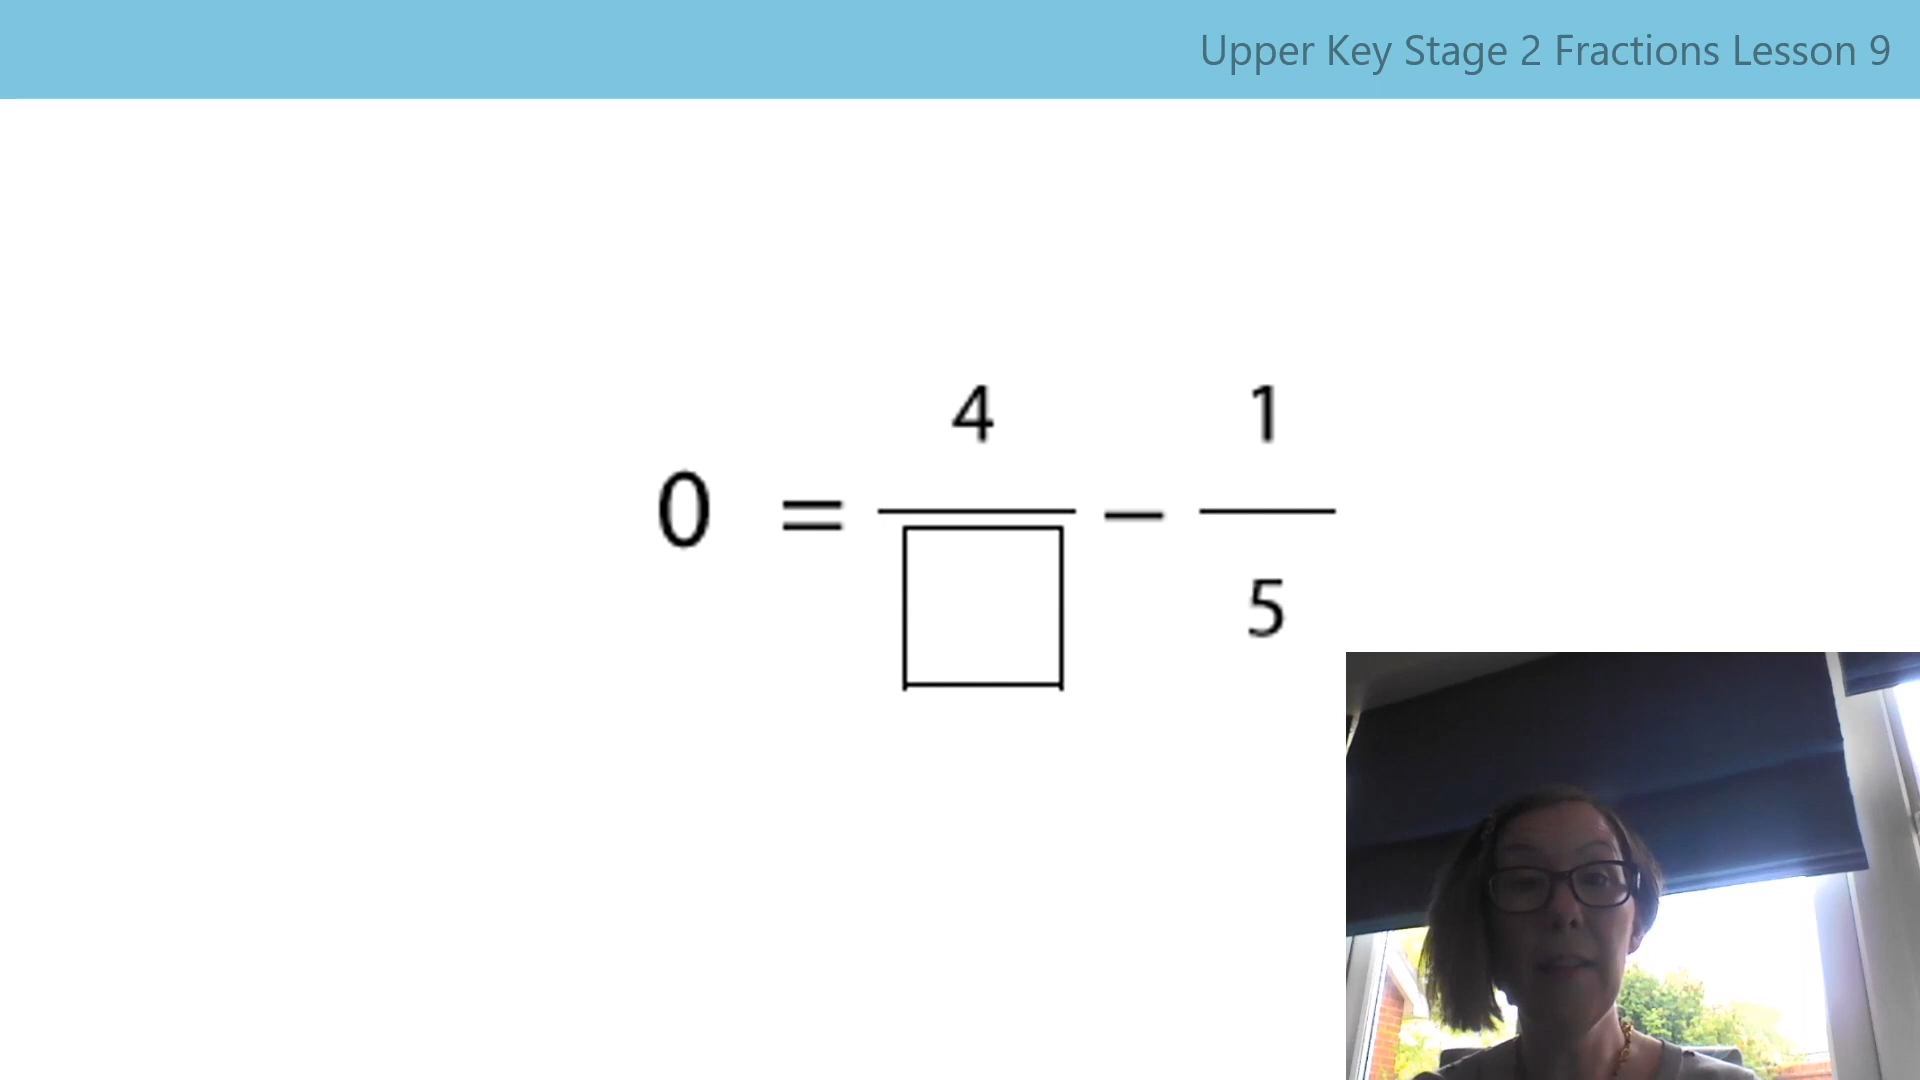 Upper Key Stage 2 Fractions Lesson 9
0 = 4/□ − 1/5